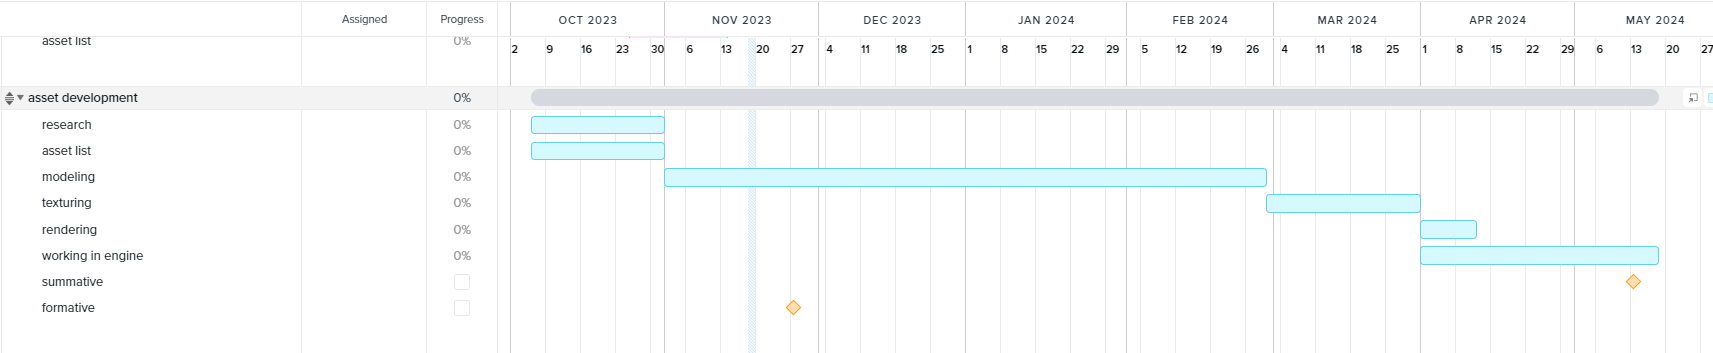 Assigned Progress OCT 2023 NOV 2023 DEC 2023 JAN 2024 FEB 2024 MAR 2024 APR 2024 MAY 2024
asset list 0% 2 9 16 23 30 6 13 20 27 4 11 18 25 1 8 15 22 29 5 12 19 26 4 11 18 25 1 8 15 22 29 6 13 20 27
asset development 0%
research 0%
asset list 0%
modeling 0%
texturing 0%
rendering 0%
working in engine 0%
summative
formative